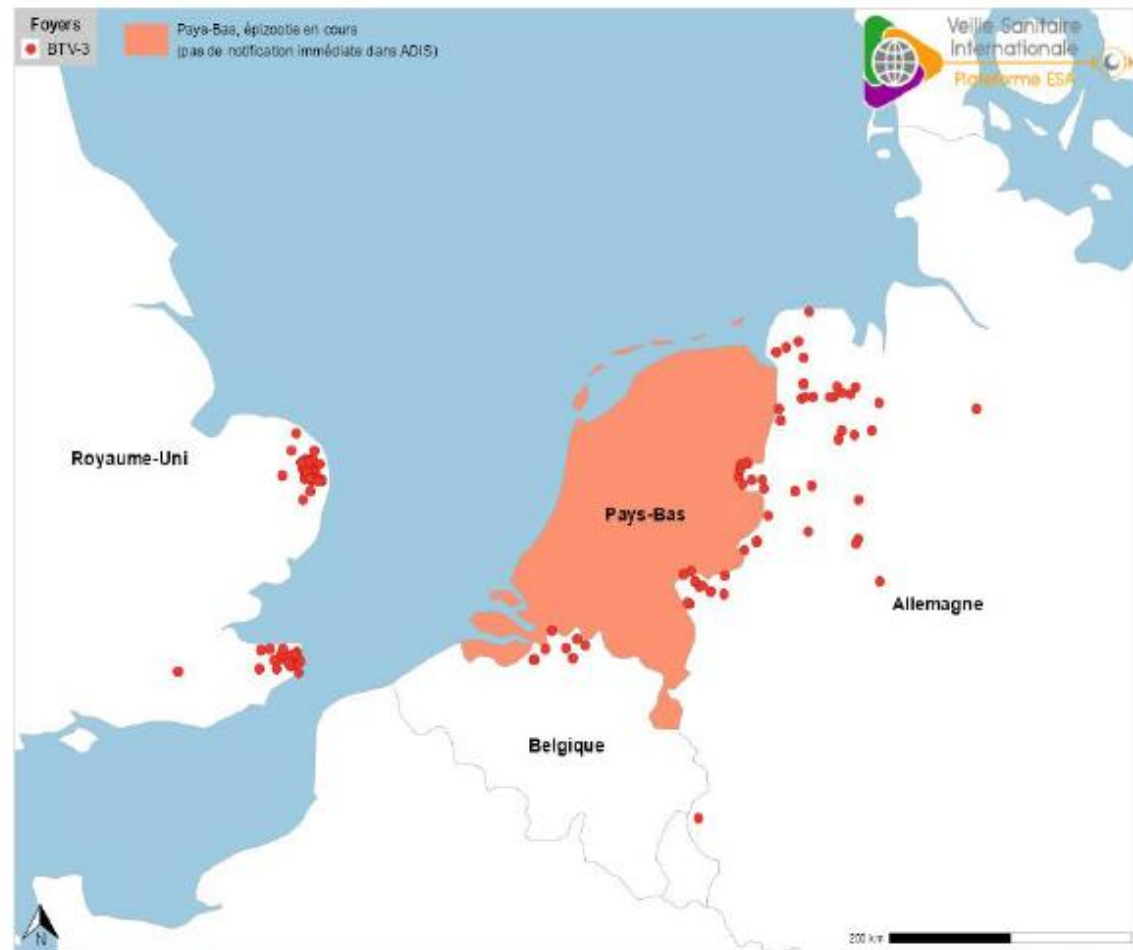 Foyers
BTV-3
Pays-Bas, épizootie en cours
(pas de notification immédiate dans ADIS)
Veille Sanitaire
Internationale
Plateforme ESA
Royaume-Uni
Pays-Bas
Allemagne
Belgique
N
200 km